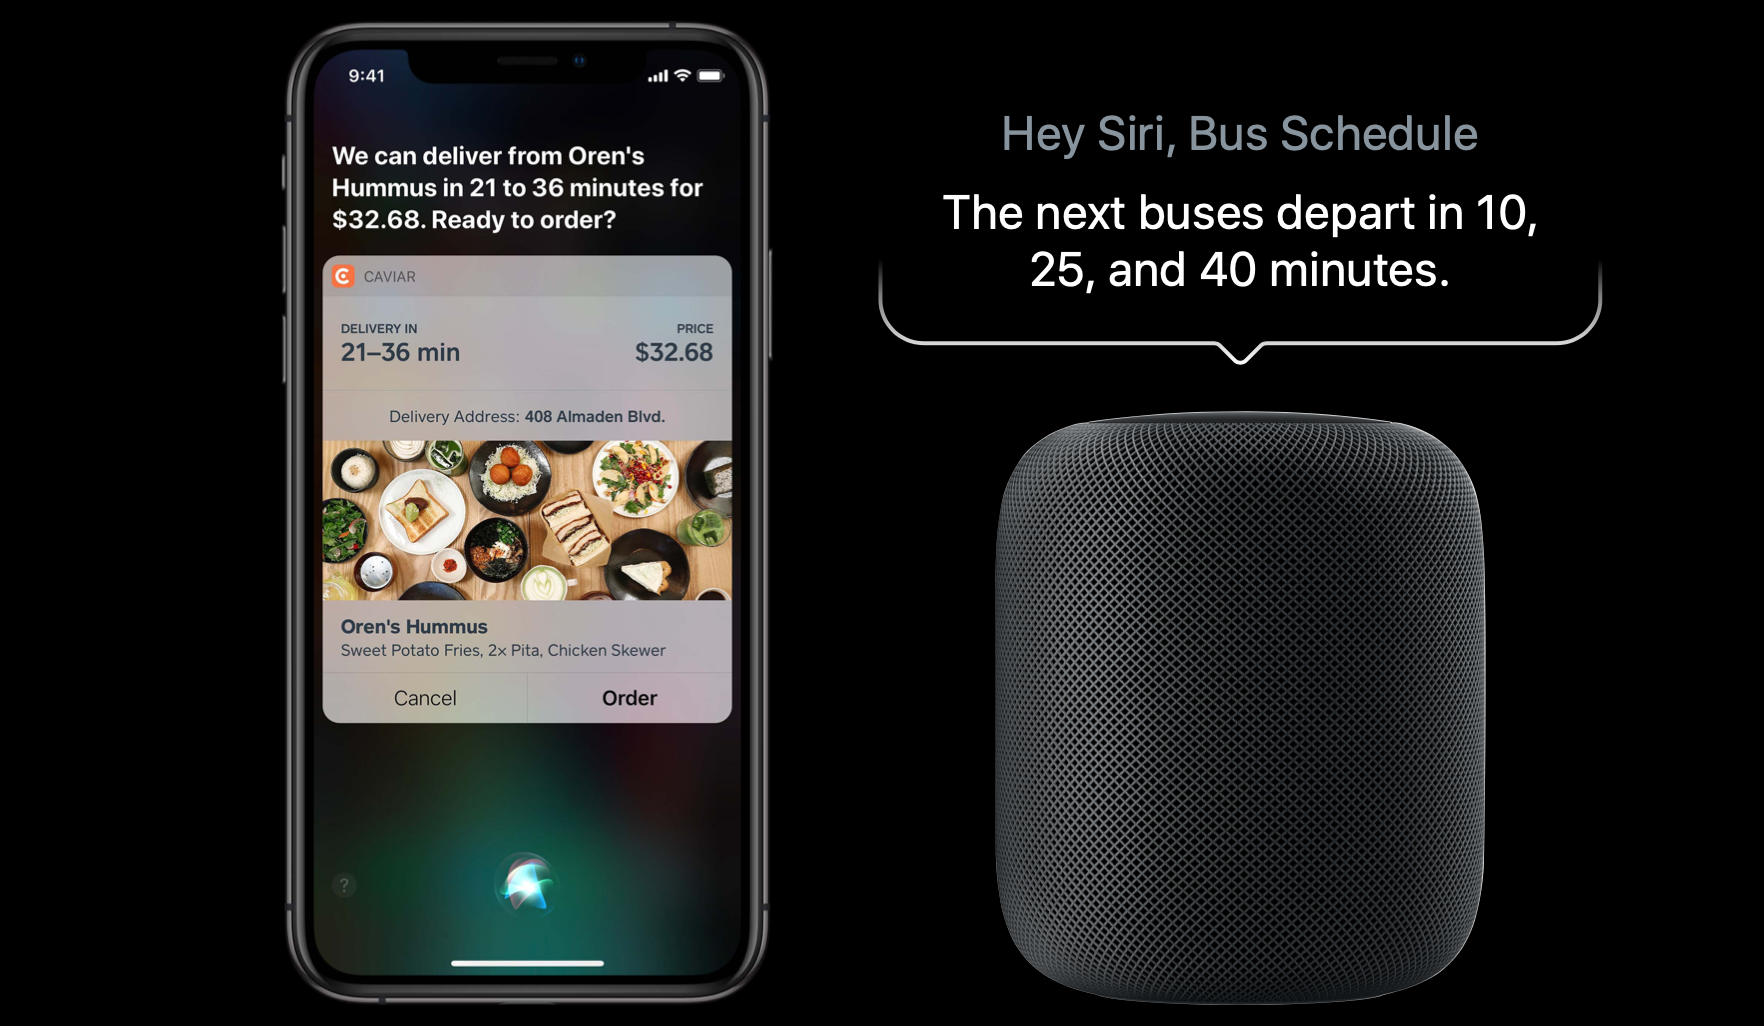 9:41
We can deliver from Oren's
Hummus in 21 to 36 minutes for
$32.68. Ready to order?
CAVIAR
DELIVERY IN
PRICE
21–36 min
$32.68
Delivery Address: 408 Almaden Blvd.
Oren's Hummus
Sweet Potato Fries, 2× Pita, Chicken Skewer
Cancel
Order
?
Hey Siri, Bus Schedule
The next buses depart in 10,
25, and 40 minutes.